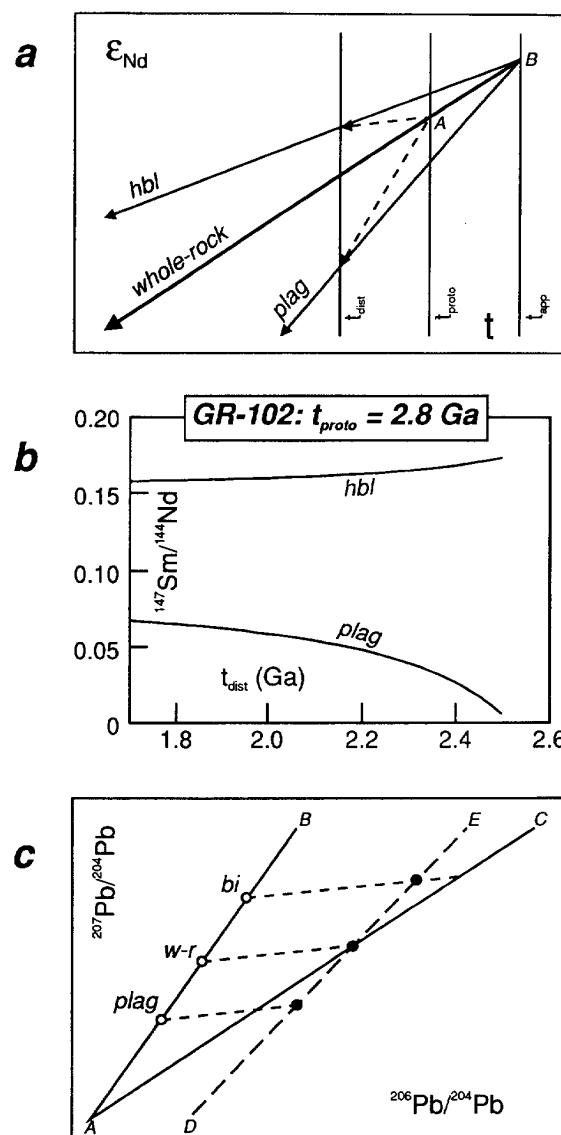 a
εNd
B
A
hbl
whole-rock
plag
tdist
tproto
t
tapp
b
GR-102: tproto = 2.8 Ga
0.20
0.15
0.10
0.05
0
147Sm/144Nd
hbl
plag
tdist (Ga)
1.8 2.0 2.2 2.4 2.6
c
207Pb/204Pb
B
E
C
bi
w-r
plag
A
D
206Pb/204Pb